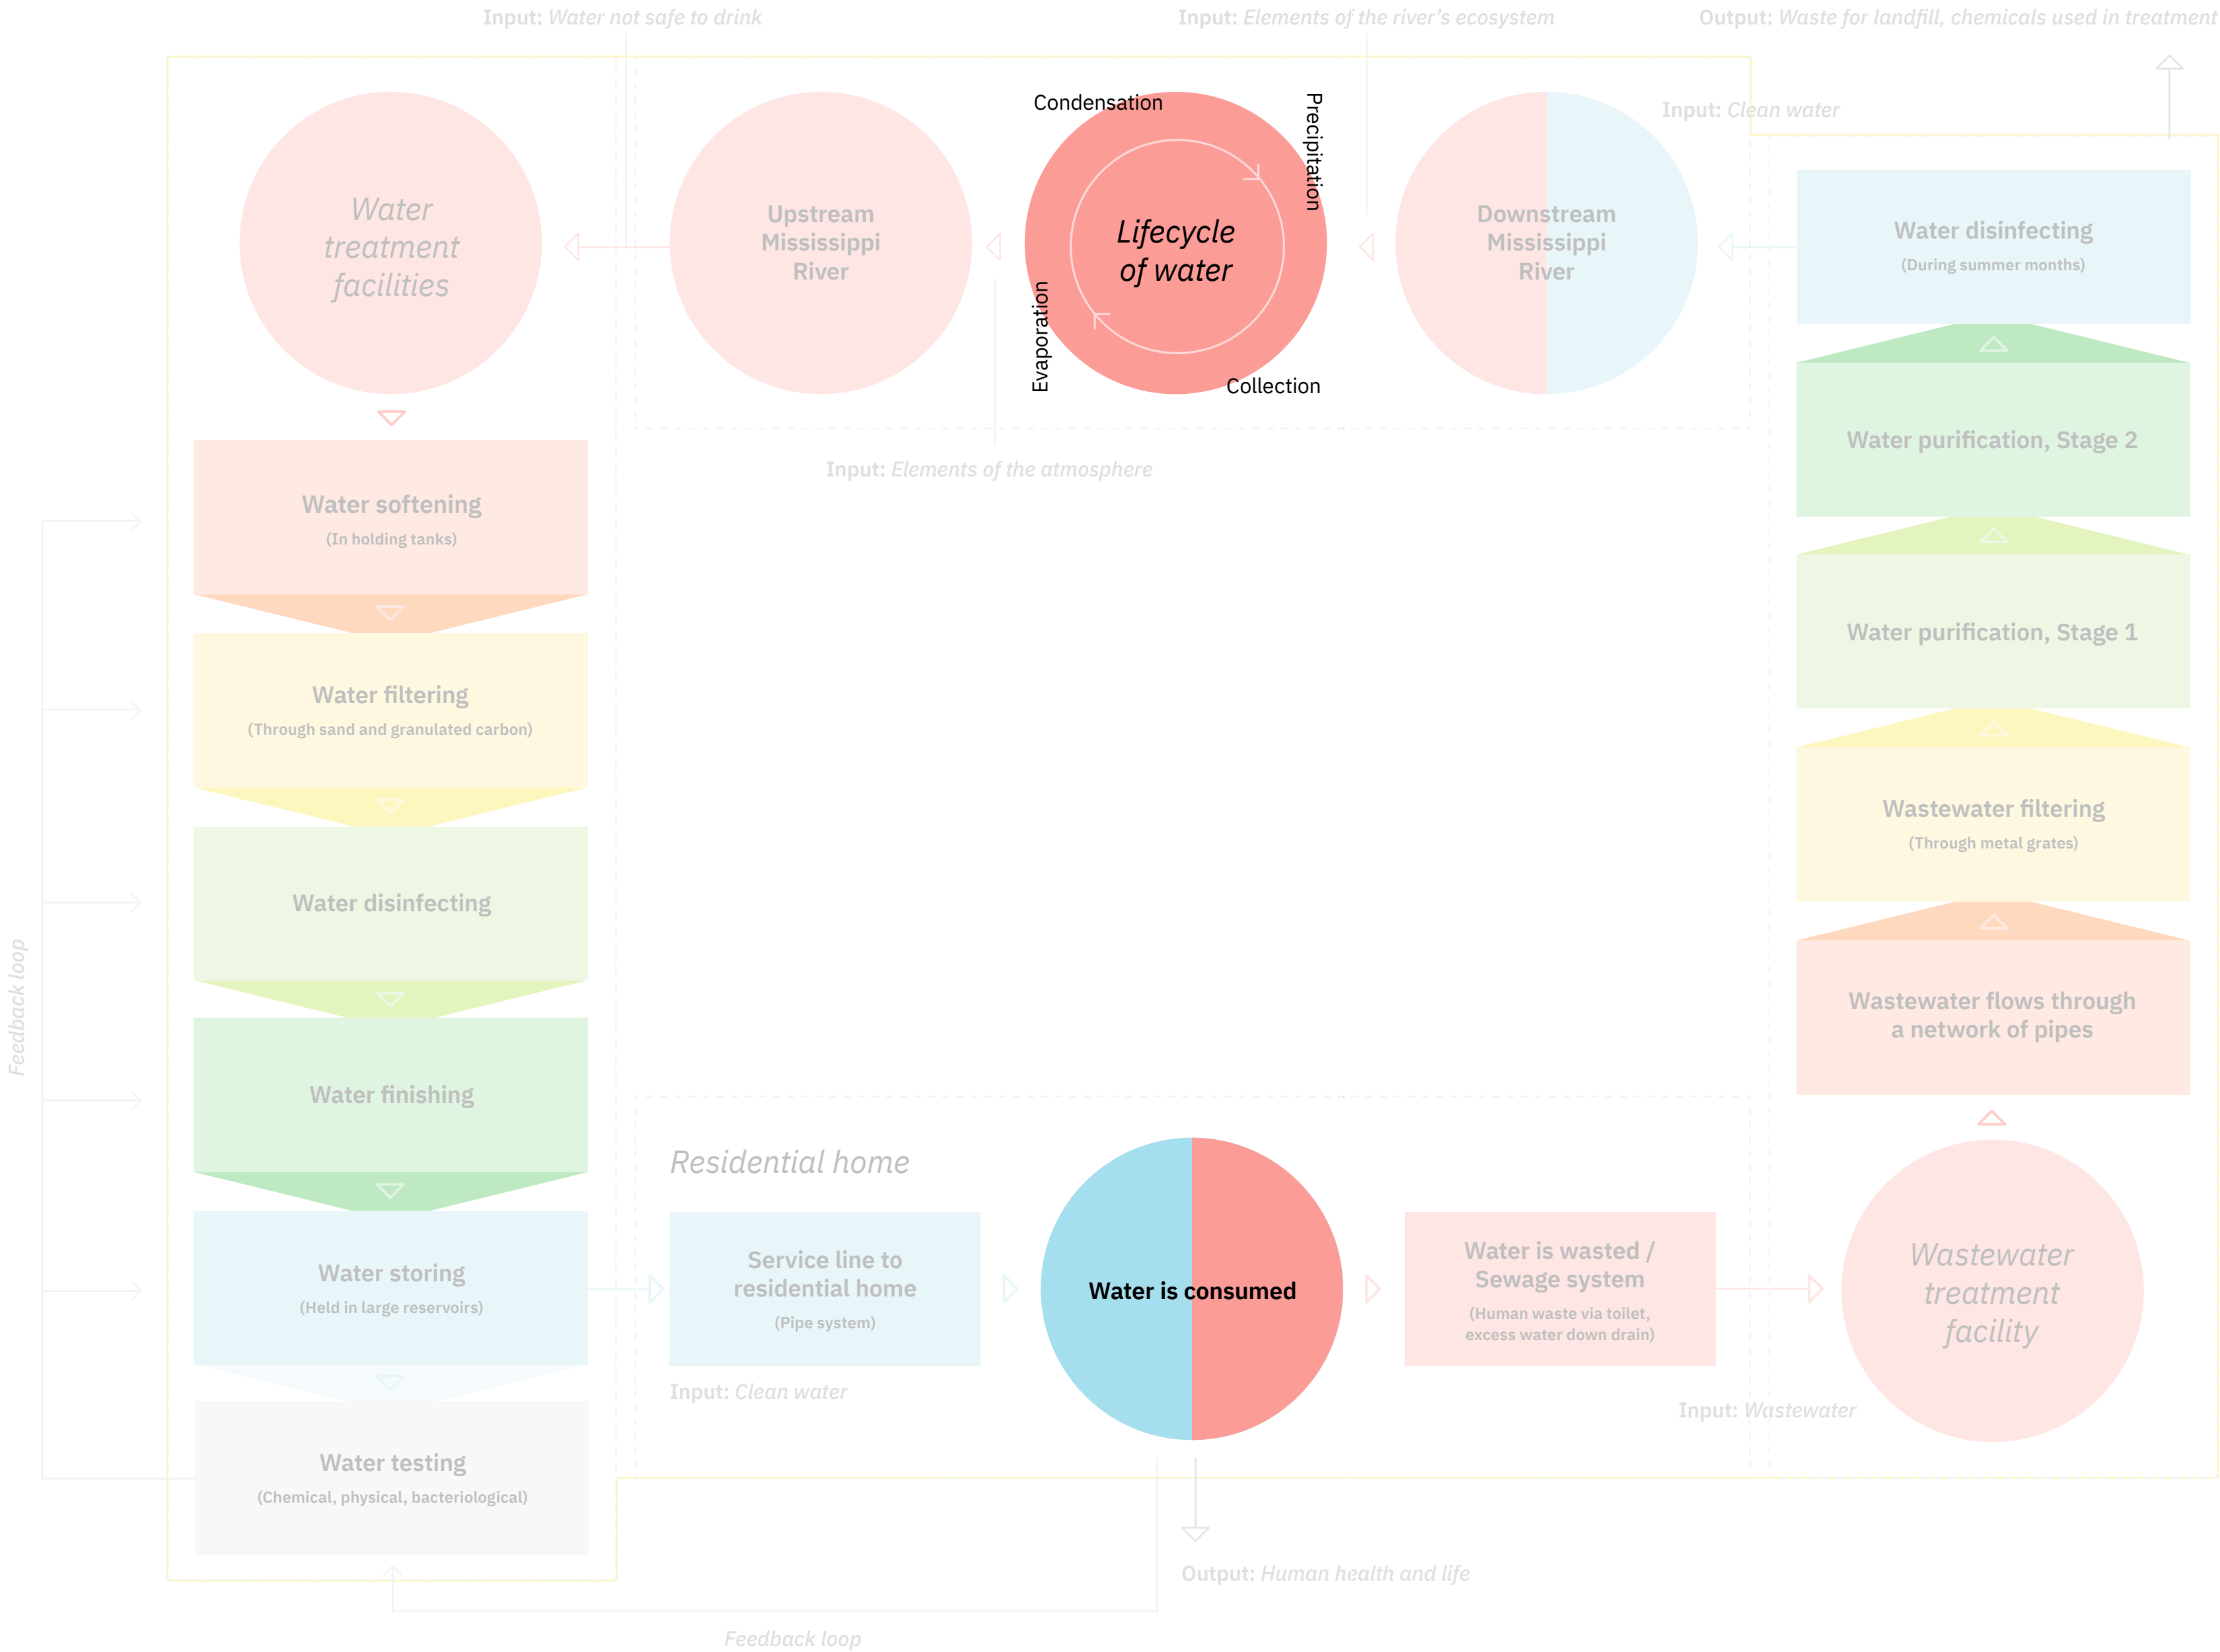 Input: Water not safe to drink
Input: Elements of the river's ecosystem
Output: Waste for landfill, chemicals used in treatment
Input: Clean water
Water
treatment
facilities
Upstream
Mississippi
River
Condensation
Precipitation
Lifecycle
of water
Evaporation
Collection
Downstream
Mississippi
River
Water disinfecting
(During summer months)
Input: Elements of the atmosphere
Water softening
(In holding tanks)
Water filtering
(Through sand and granulated carbon)
Water disinfecting
Water finishing
Water storing
(Held in large reservoirs)
Water testing
(Chemical, physical, bacteriological)
Feedback loop
Residential home
Service line to
residential home
(Pipe system)
Input: Clean water
Water is consumed
Water is wasted /
Sewage system
(Human waste via toilet,
excess water down drain)
Input: Wastewater
Output: Human health and life
Feedback loop
Water purification, Stage 2
Water purification, Stage 1
Wastewater filtering
(Through metal grates)
Wastewater flows through
a network of pipes
Wastewater
treatment
facility